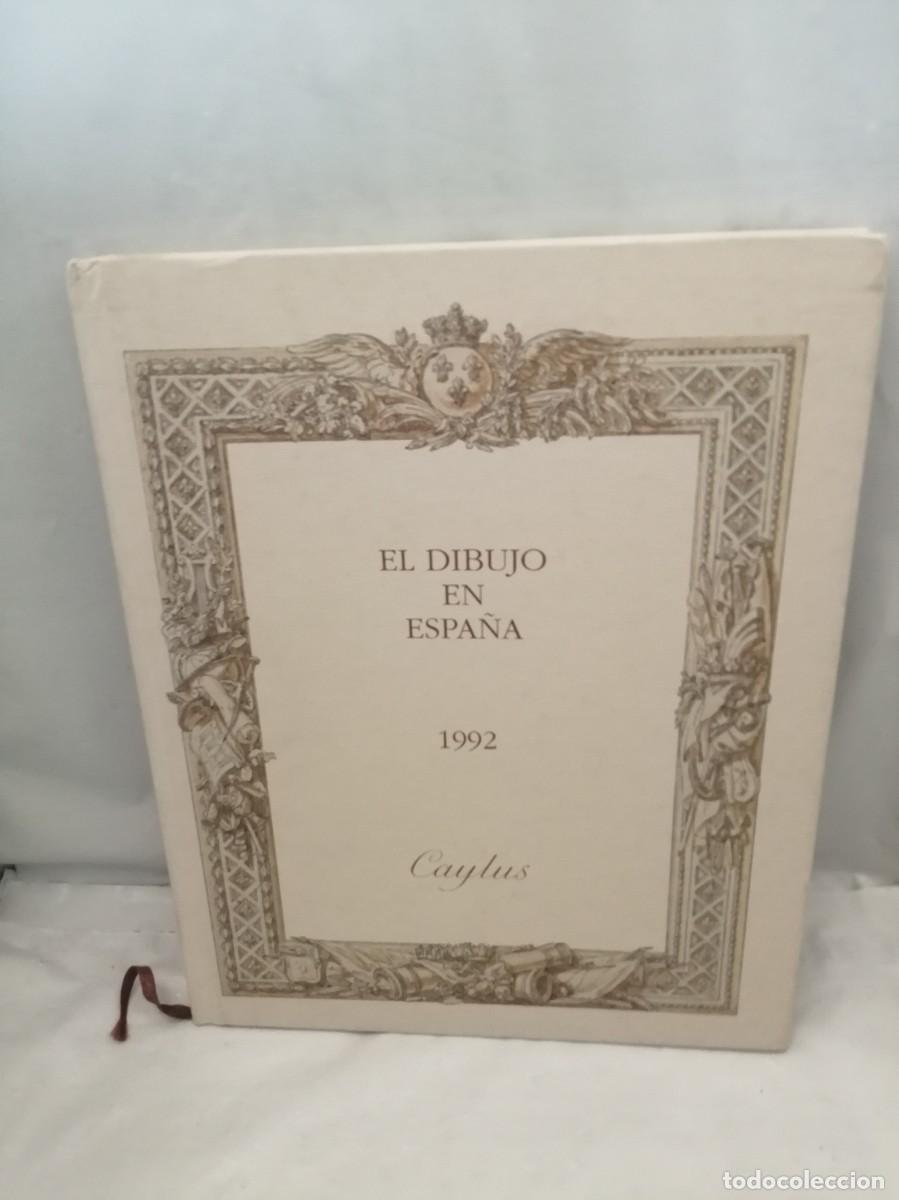 EL DIBUJO
EN
ESPAÑA
1992
Caylus
todocoleccion